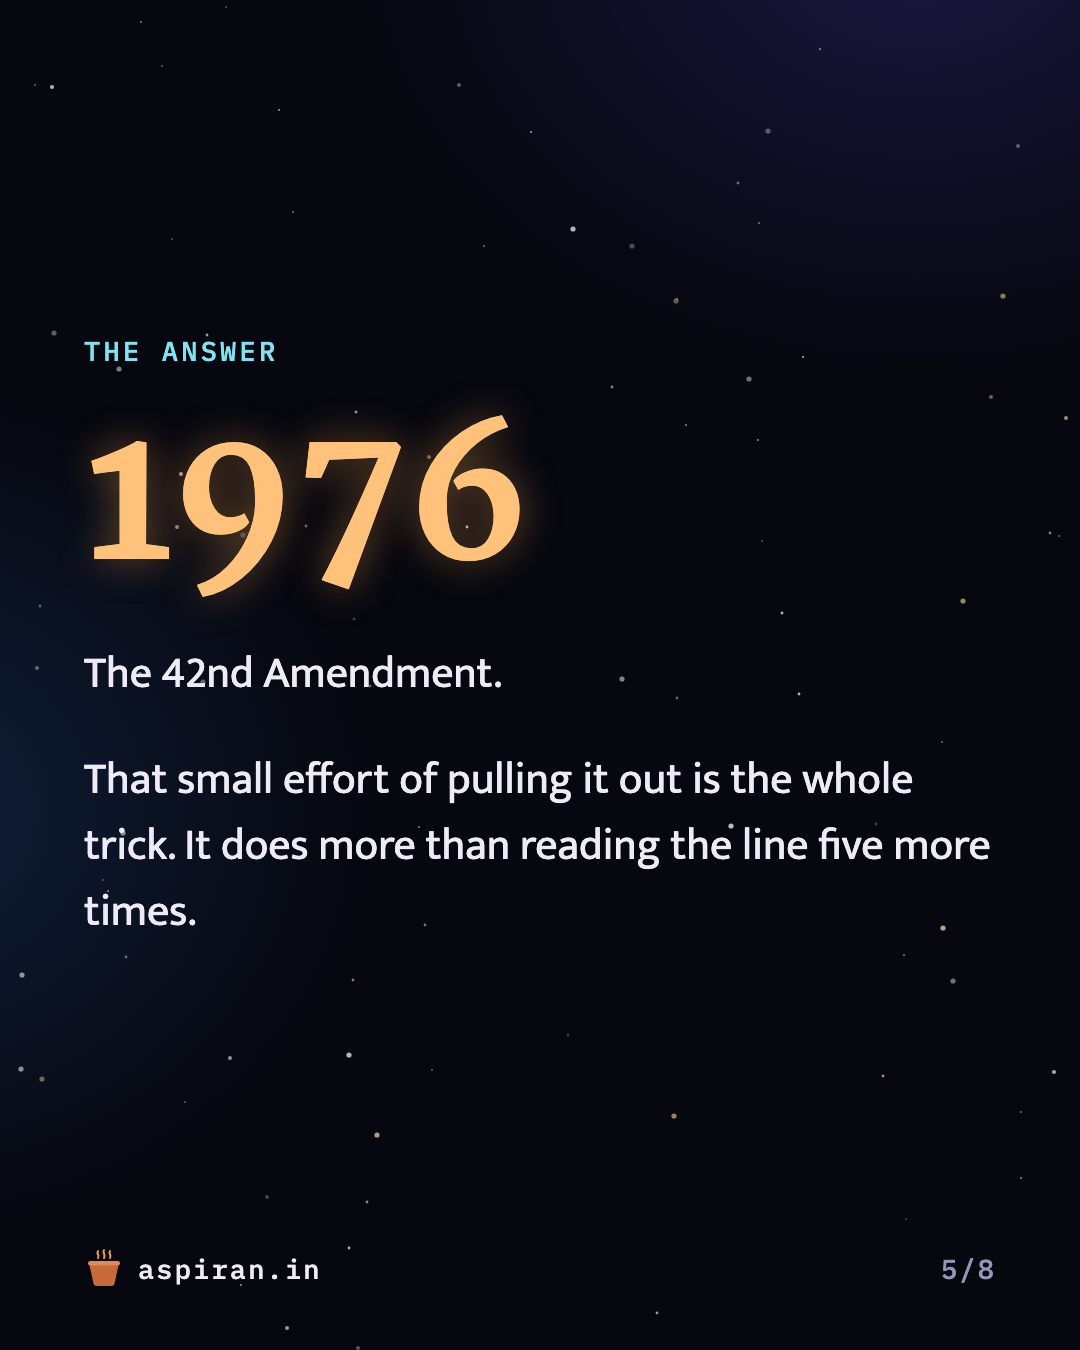 THE ANSWER
1976
The 42nd Amendment.
That small effort of pulling it out is the whole
trick. It does more than reading the line five more
times.
aspiran.in
5/8